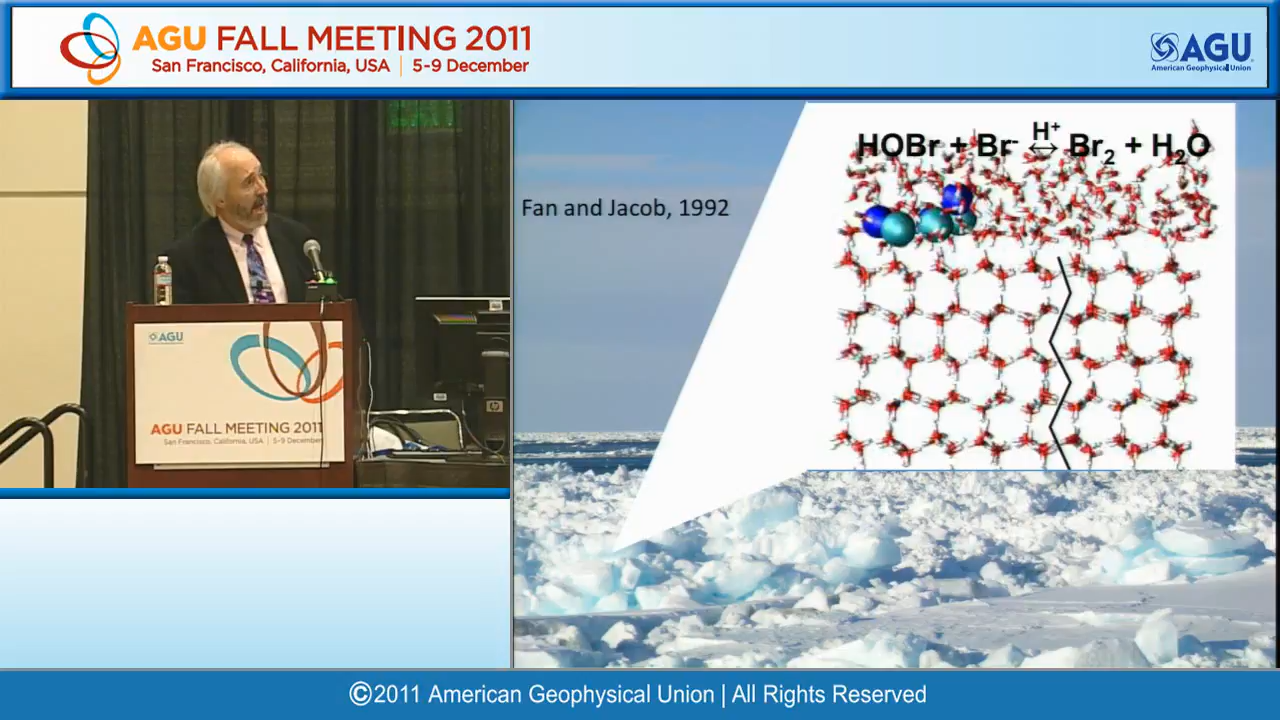 AGU FALL MEETING 2011
San Francisco, California, USA | 5-9 December
AGU
American Geophysical Union
HOBr + Br⁻ ⇔ Br₂ + H₂O
H⁺
Fan and Jacob, 1992
AGU
AGU FALL MEETING 2011
San Francisco, California, USA | 5-9 December
hp
©2011 American Geophysical Union | All Rights Reserved